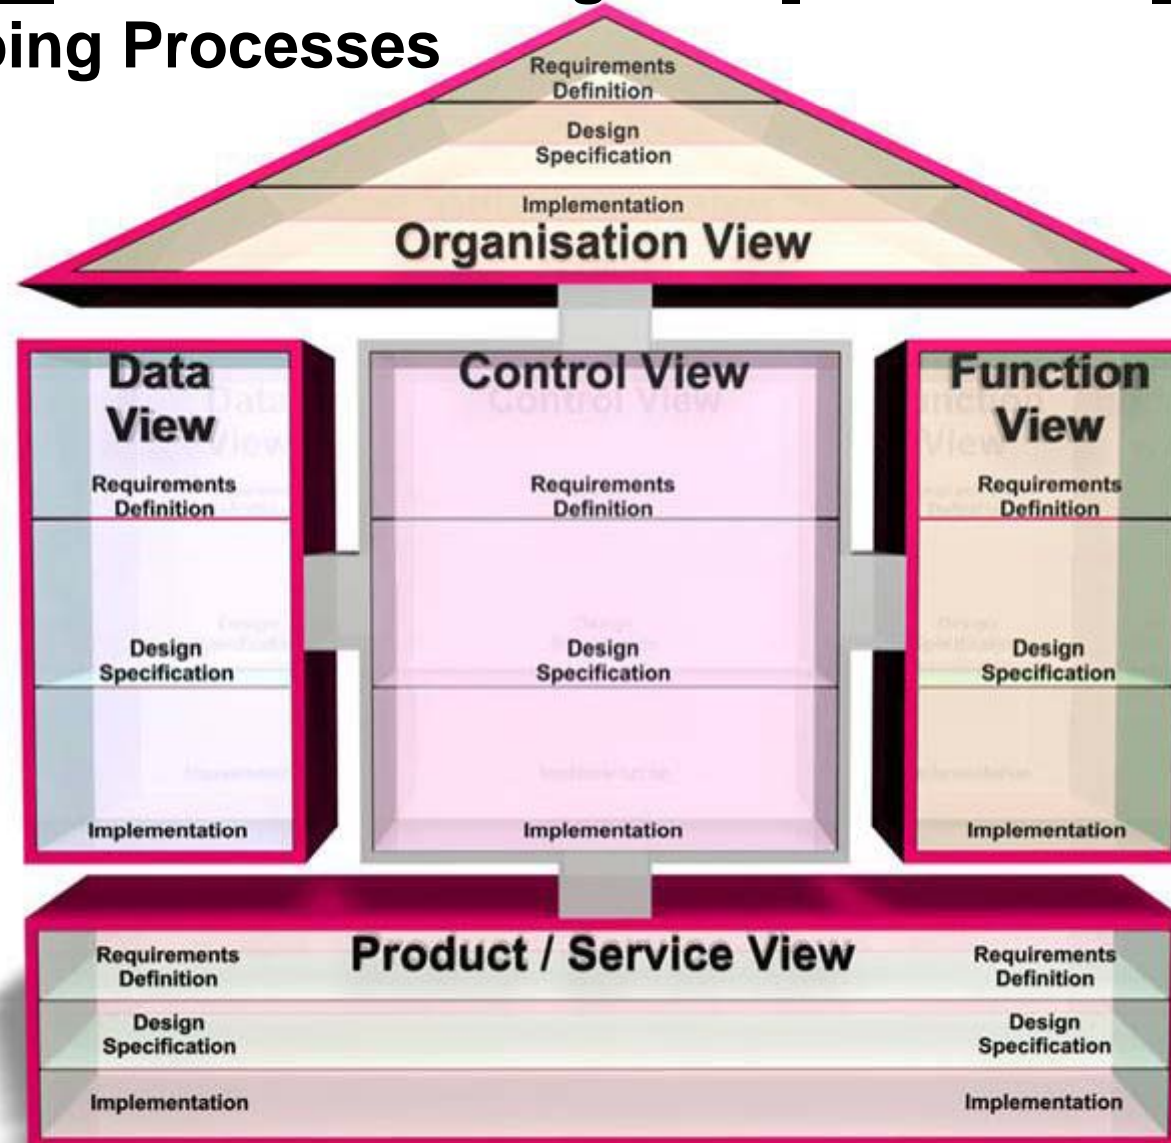 ping Processes
Requirements
Definition
Design
Specification
Implementation
Organisation View
Data
View
Requirements
Definition
Design
Specification
Implementation
Control View
Requirements
Definition
Design
Specification
Implementation
Function
View
Requirements
Definition
Design
Specification
Implementation
Product / Service View
Requirements
Definition
Design
Specification
Implementation
Requirements
Definition
Design
Specification
Implementation